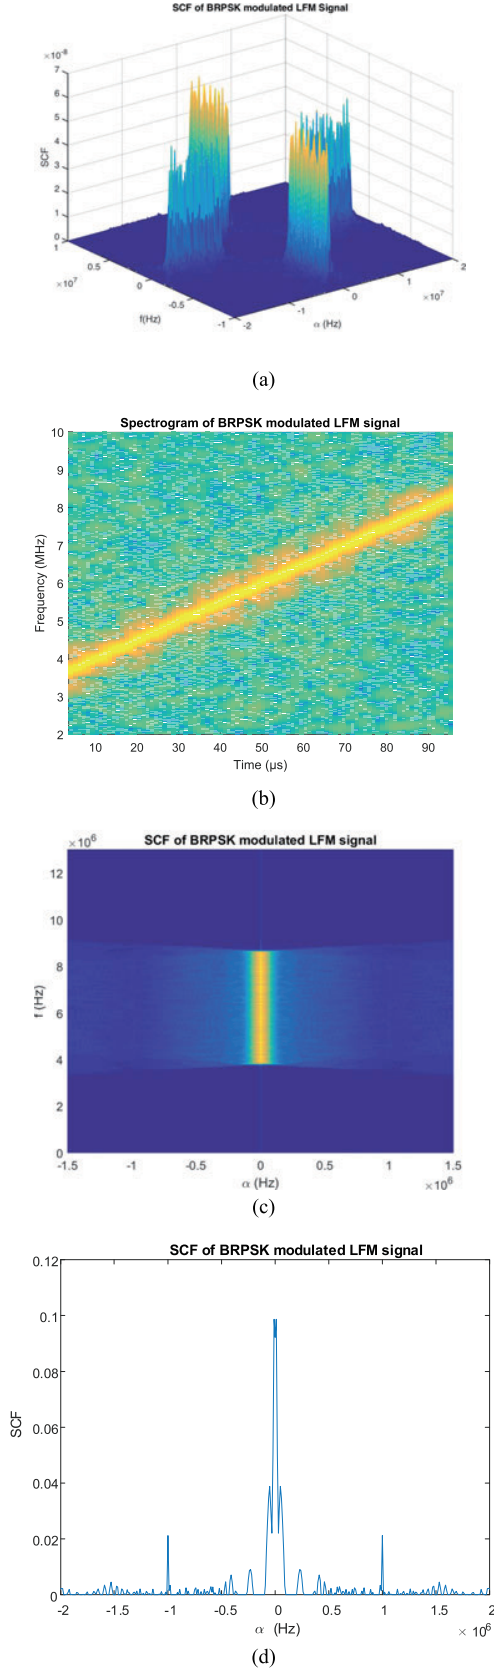 SCF of BRPSK modulated LFM Signal
×10⁻⁸
7
6
5
4
3
2
1
0
SCF
1
0.5
0
-0.5
-1
×10⁷
f(Hz)
-2
-1
0
1
2
×10⁷
α (Hz)
(a)
Spectrogram of BRPSK modulated LFM signal
10
9
8
7
6
5
4
3
2
Frequency (MHz)
10 20 30 40 50 60 70 80 90
Time (µs)
(b)
SCF of BRPSK modulated LFM signal
×10⁶
12
10
8
6
4
2
0
f (Hz)
-1.5 -1 -0.5 0 0.5 1 1.5
α (Hz)
×10⁶
(c)
SCF of BRPSK modulated LFM signal
0.12
0.1
0.08
0.06
0.04
0.02
0
SCF
-2 -1.5 -1 -0.5 0 0.5 1 1.5 2
α (Hz)
× 10⁶
(d)